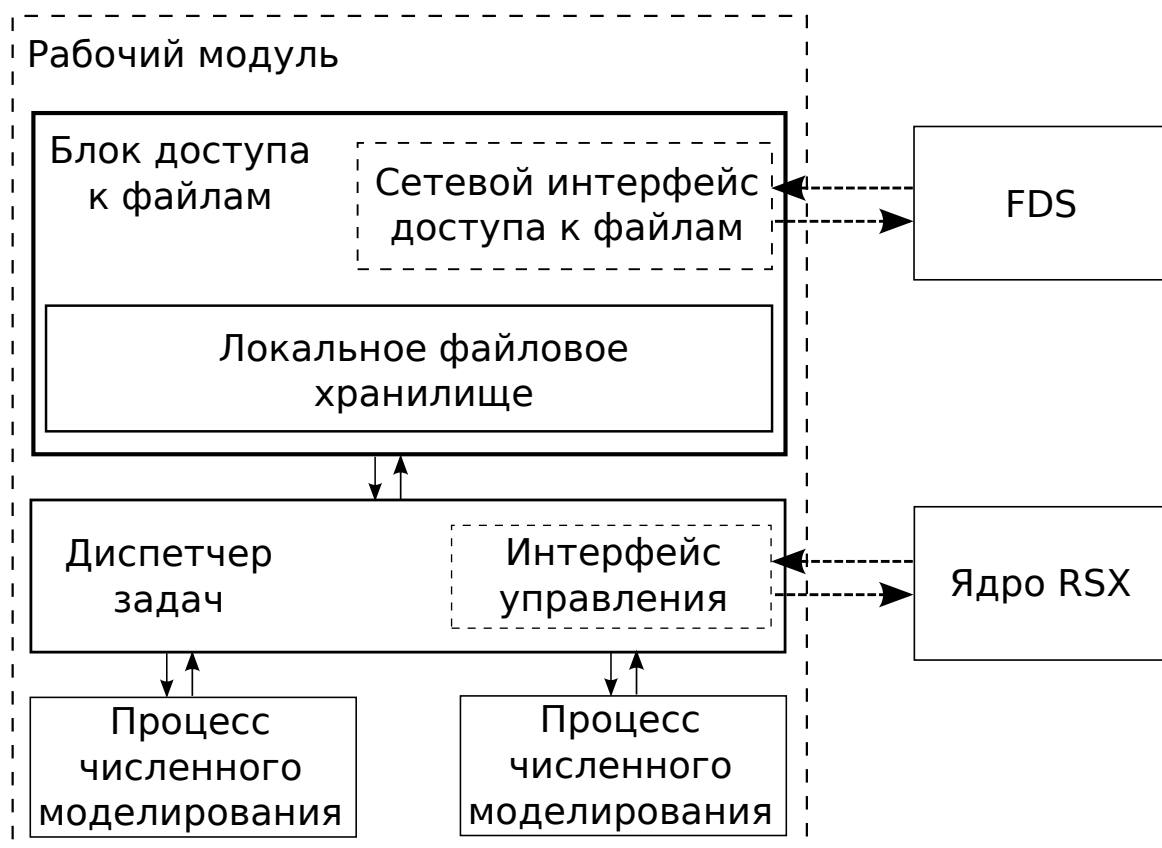 Рабочий модуль
Блок доступа
к файлам
Сетевой интерфейс
доступа к файлам
FDS
Локальное файловое
хранилище
Диспетчер
задач
Интерфейс
управления
Ядро RSX
Процесс
численного
моделирования
Процесс
численного
моделирования